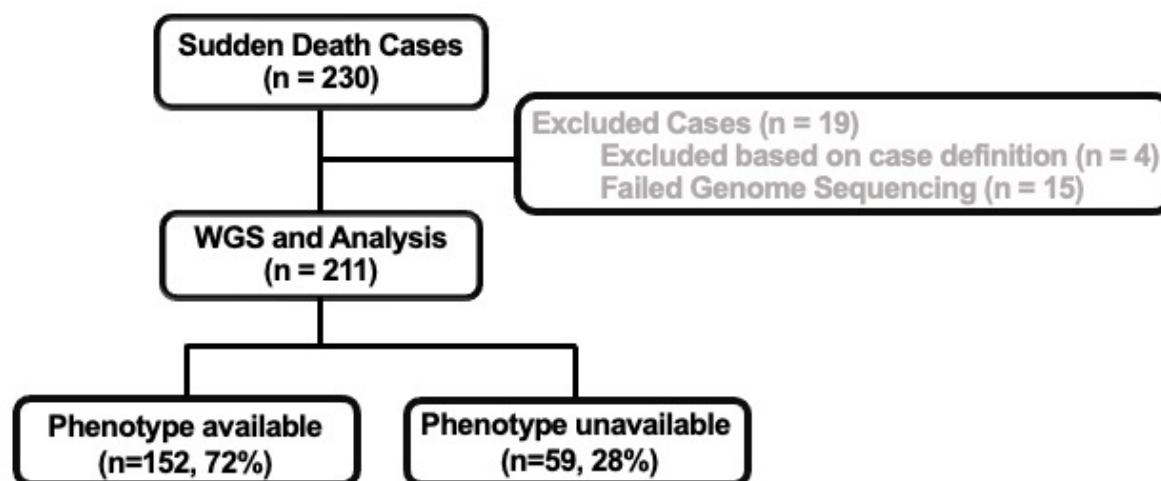 Sudden Death Cases
(n = 230)
Excluded Cases (n = 19)
Excluded based on case definition (n = 4)
Failed Genome Sequencing (n = 15)
WGS and Analysis
(n = 211)
Phenotype available
(n=152, 72%)
Phenotype unavailable
(n=59, 28%)